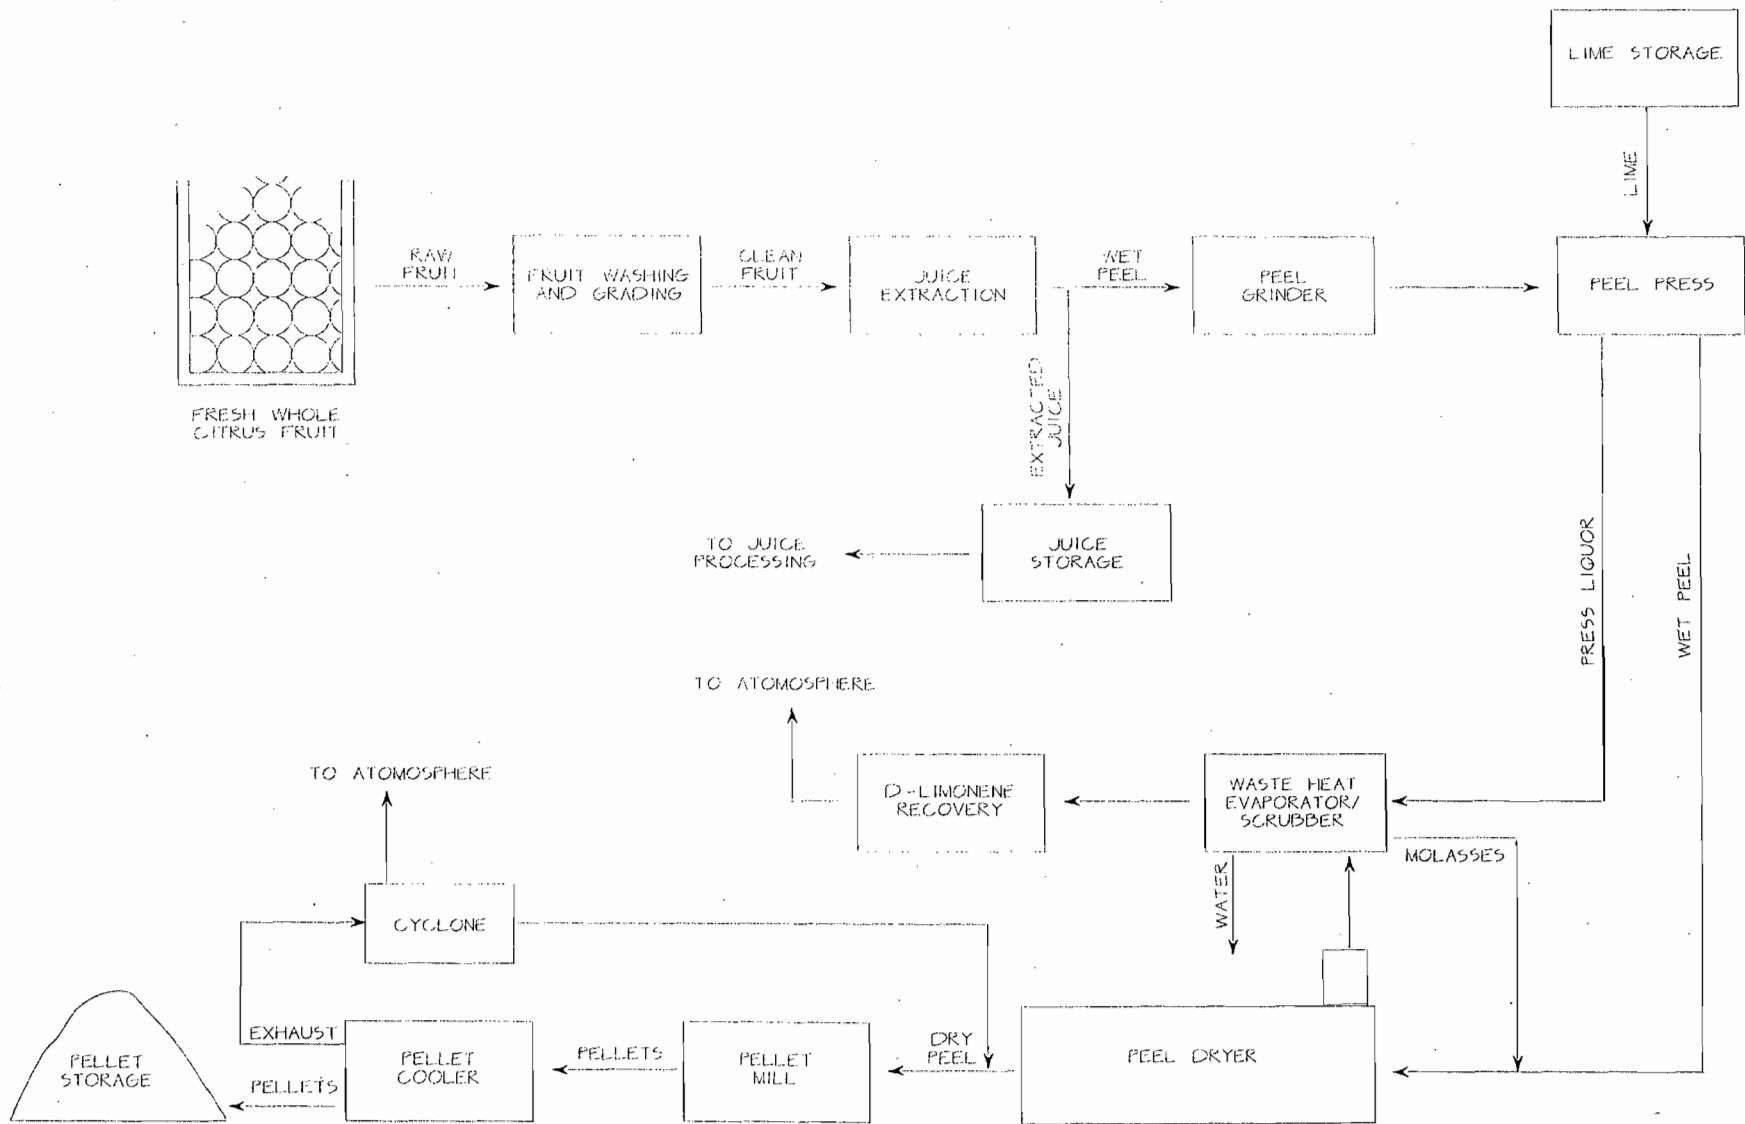 LIME STORAGE
LIME
RAW
FRUIT
FRUIT WASHING
AND GRADING
CLEAN
FRUIT
JUICE
EXTRACTION
WET
PEEL
PEEL
GRINDER
PEEL PRESS
FRESH WHOLE
CITRUS FRUIT
EXTRACTED
JUICE
TO JUICE
PROCESSING
JUICE
STORAGE
PRESS LIQUOR
WET PEEL
TO ATOMOSPHERE
TO ATOMOSPHERE
D-LIMONENE
RECOVERY
WASTE HEAT
EVAPORATOR/
SCRUBBER
MOLASSES
WATER
CYCLONE
EXHAUST
PELLET
STORAGE
PELLETS
PELLET
COOLER
PELLETS
PELLET
MILL
DRY
PEEL
PEEL DRYER